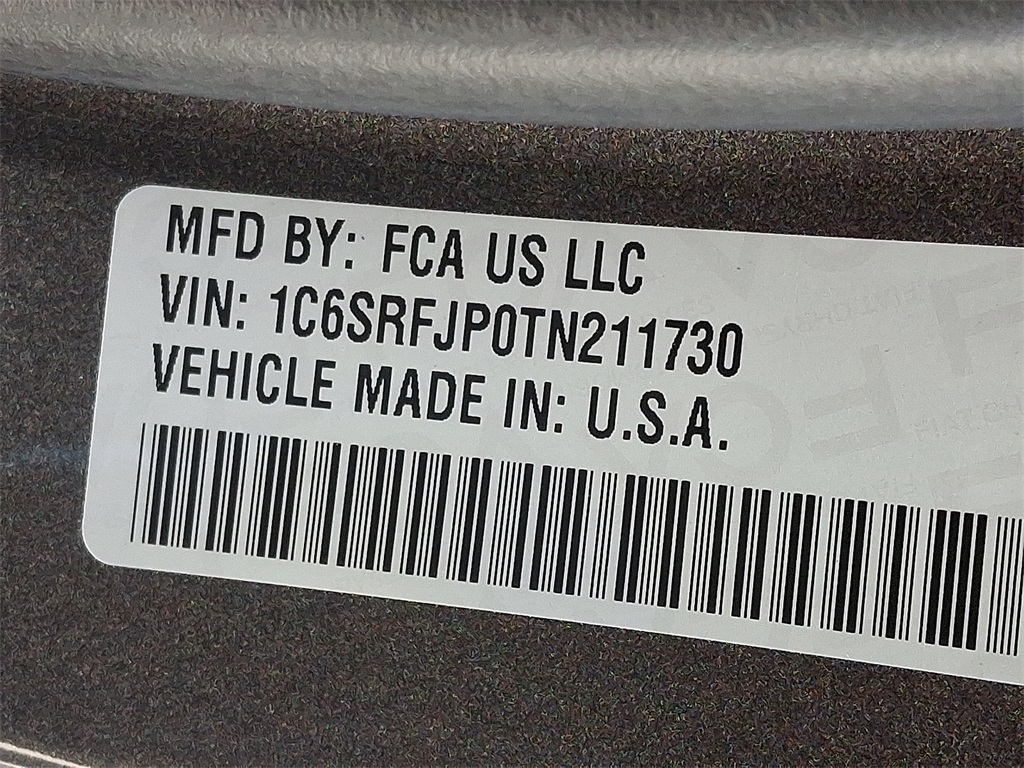 MFD BY: FCA US LLC
VIN: 1C6SRFJP0TN211730
VEHICLE MADE IN: U.S.A.